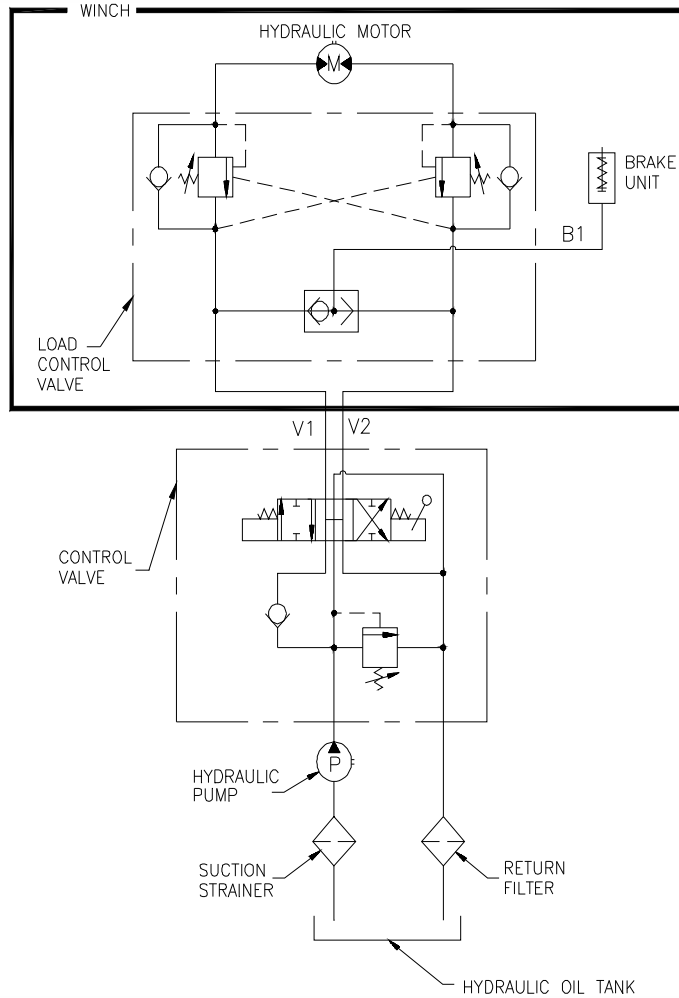 WINCH
HYDRAULIC MOTOR
M
BRAKE
UNIT
B1
LOAD
CONTROL
VALVE
V1
V2
CONTROL
VALVE
P
HYDRAULIC
PUMP
SUCTION
STRAINER
RETURN
FILTER
HYDRAULIC OIL TANK